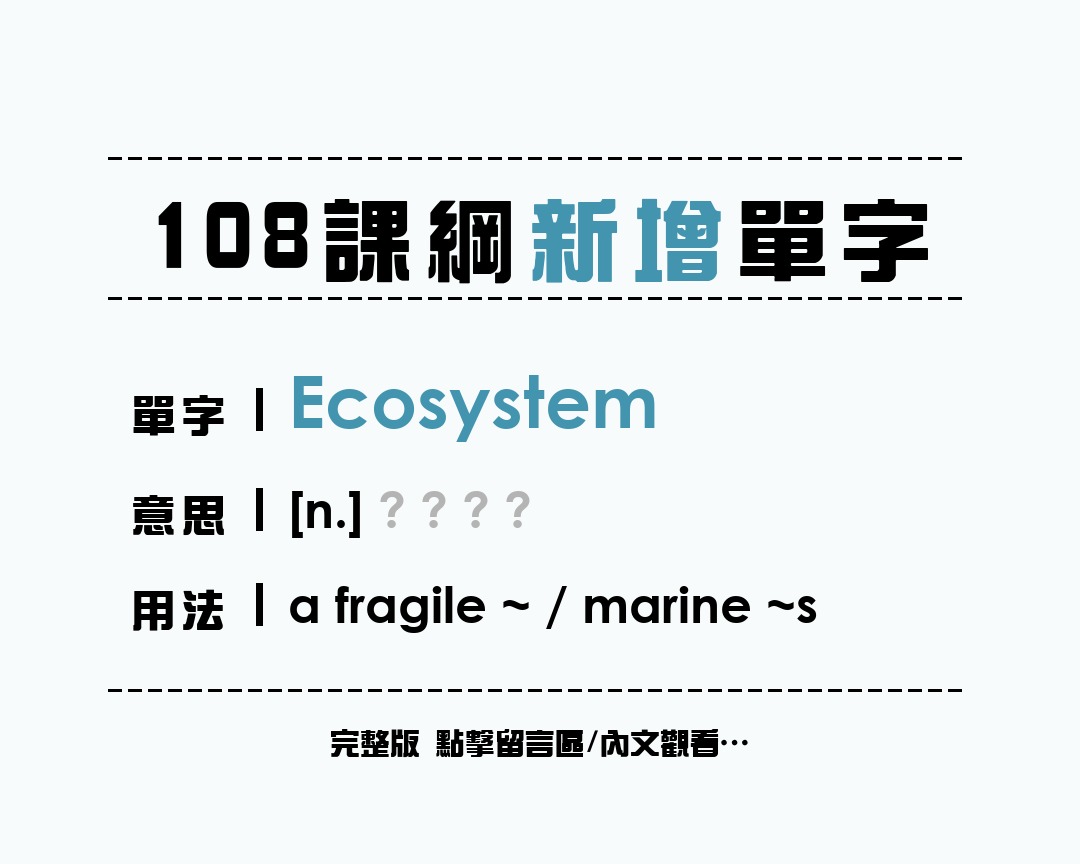 108課綱新增單字
單字 | Ecosystem
意思 | [n.] ? ? ? ?
用法 | a fragile ~ / marine ~s
完整版 點擊留言區/內文觀看⋯